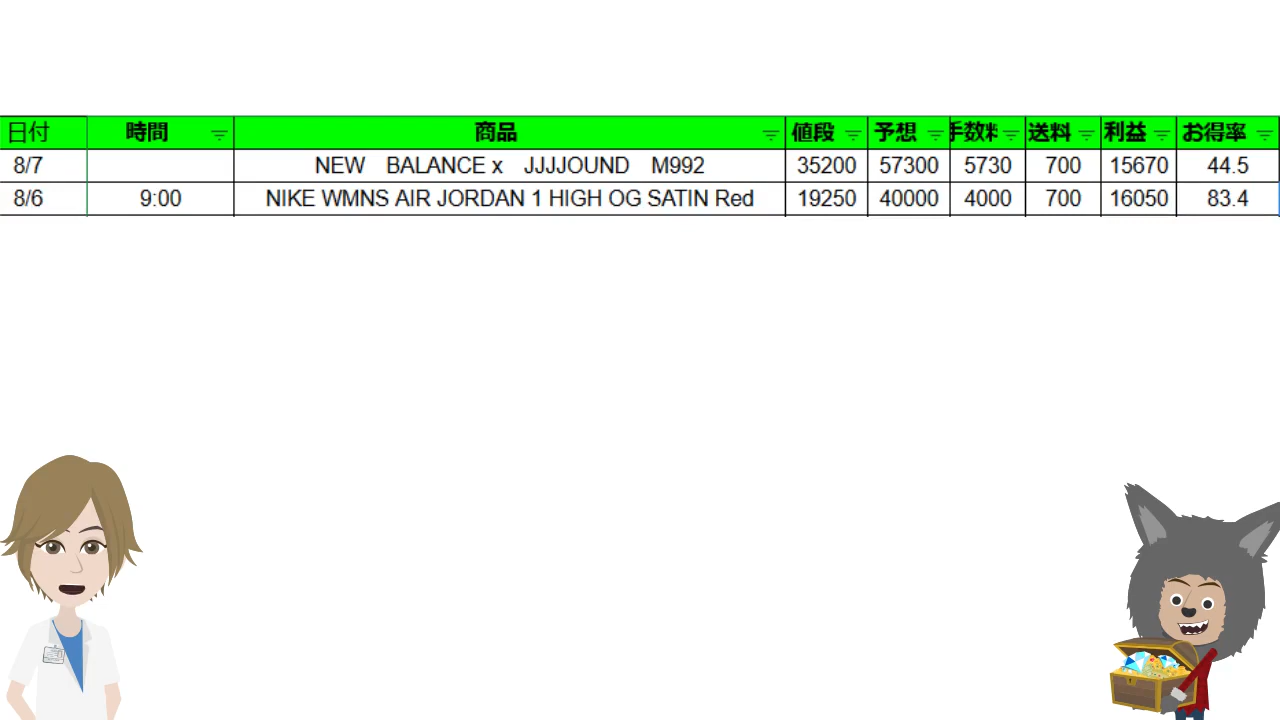 日付 時間 商品 値段 予想 手数料 送料 利益 お得率
8/7 NEW BALANCE x JJJJOUND M992 35200 57300 5730 700 15670 44.5
8/6 9:00 NIKE WMNS AIR JORDAN 1 HIGH OG SATIN Red 19250 40000 4000 700 16050 83.4